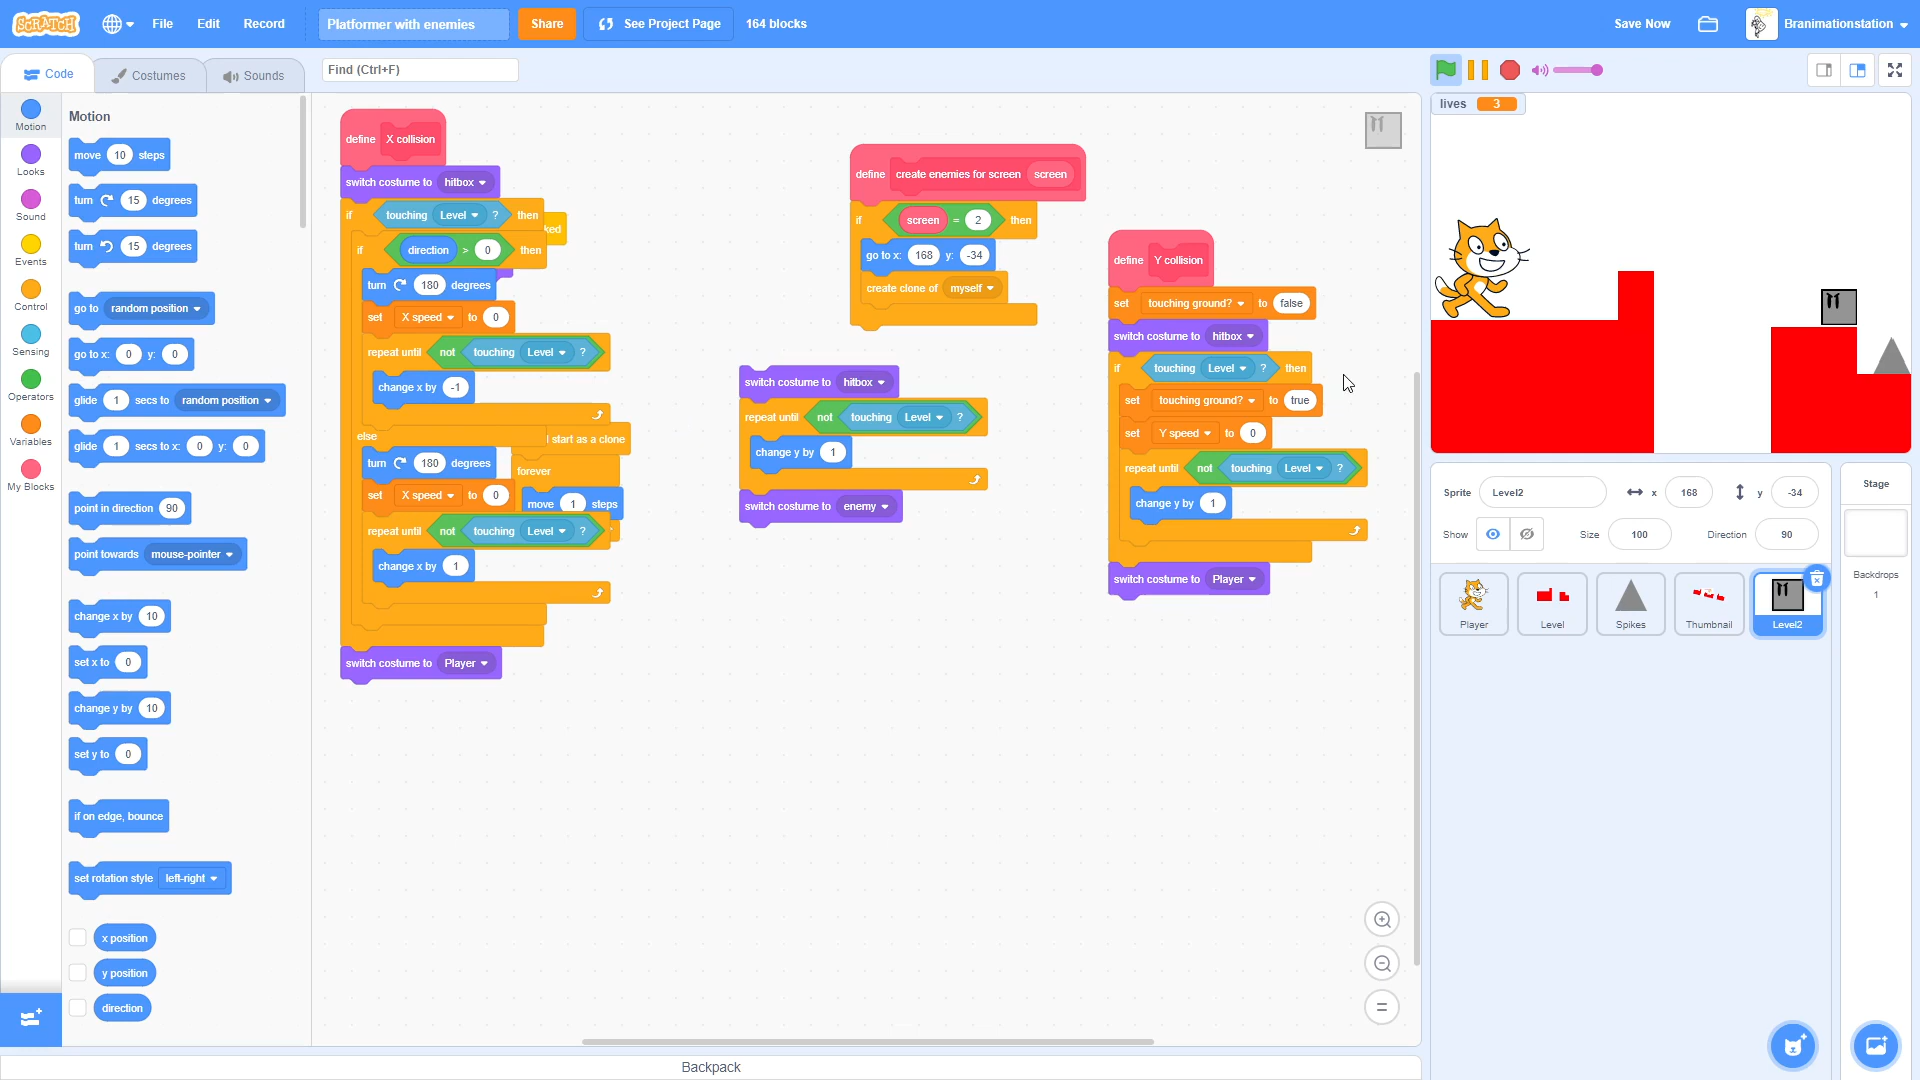 SCRATCH
File
Edit
Record
Platformer with enemies
Share
See Project Page
164 blocks
Save Now
Branimationstation
Code
Costumes
Sounds
Find (Ctrl+F)
Motion
Looks
Sound
Events
Control
Sensing
Operators
Variables
My Blocks
Motion
move 10 steps
turn 15 degrees
turn 15 degrees
go to random position
go to x: 0 y: 0
glide 1 secs to random position
glide 1 secs to x: 0 y: 0
point in direction 90
point towards mouse-pointer
change x by 10
set x to 0
change y by 10
set y to 0
if on edge, bounce
set rotation style left-right
x position
y position
direction
define X collision
switch costume to hitbox
if touching Level ? then
ked
if direction > 0 then
turn 180 degrees
set X speed to 0
repeat until not touching Level ?
change x by -1
else
start as a clone
turn 180 degrees
forever
set X speed to 0
move 1 steps
repeat until not touching Level ?
change x by 1
switch costume to Player
define create enemies for screen screen
if screen = 2 then
go to x: 168 y: -34
create clone of myself
switch costume to hitbox
repeat until not touching Level ?
change y by 1
switch costume to enemy
define Y collision
set touching ground? to false
switch costume to hitbox
if touching Level ? then
set touching ground? to true
set Y speed to 0
repeat until not touching Level ?
change y by 1
switch costume to Player
Backpack
lives 3
Sprite Level2 x 168 y -34
Show Size 100 Direction 90
Player
Level
Spikes
Thumbnail
Level2
Stage
Backdrops
1